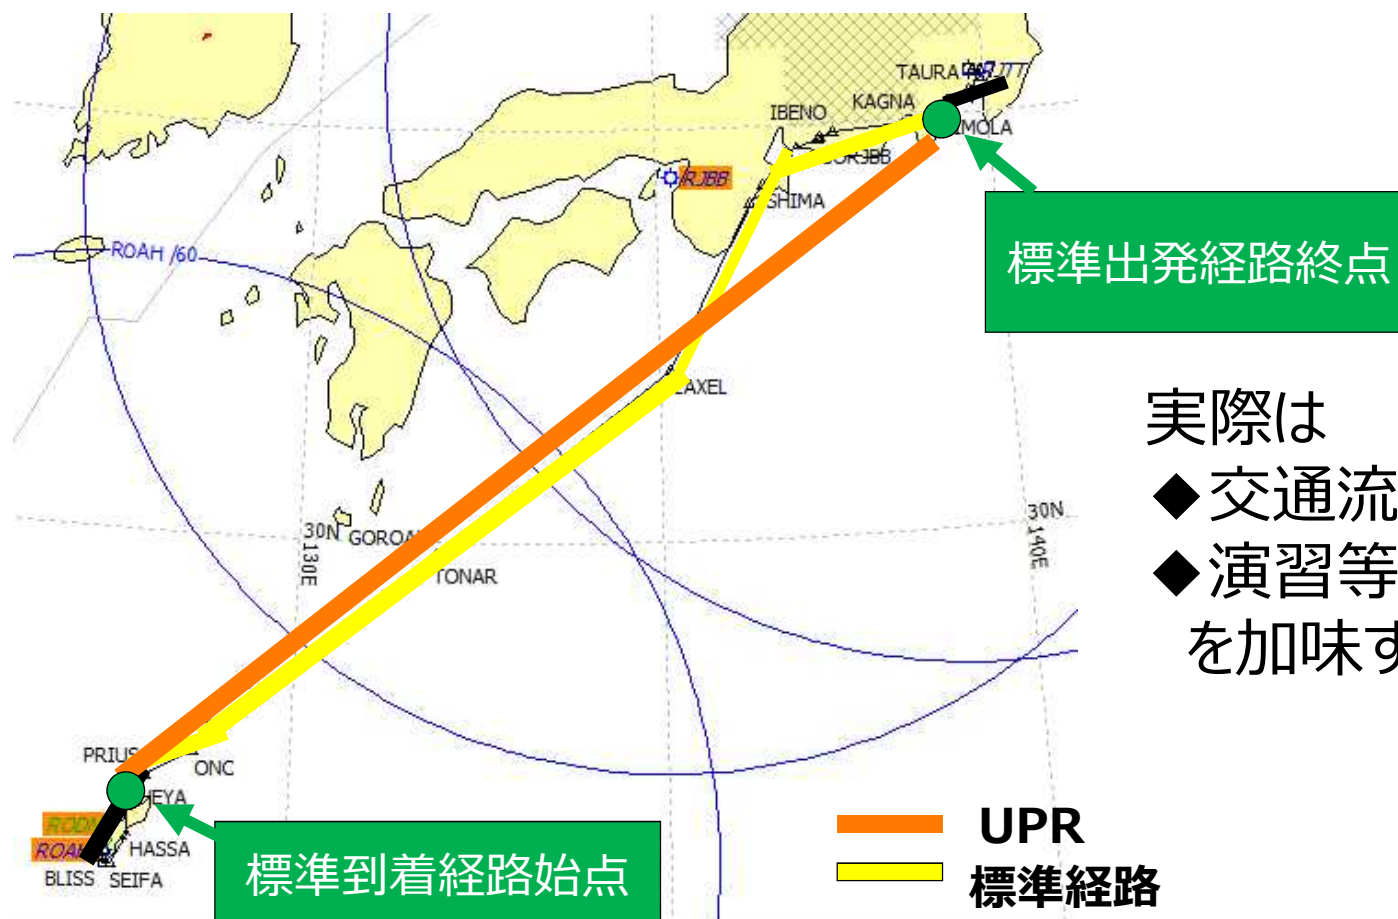 TAURA
KAGNA
IBENO
RJBB
SHIMA
標準出発経路終点
ROAH /60
AXEL
実際は
◆交通流
◆演習等
を加味す
30N
140E
30N
130E
TONAR
PRIUS
ONC
HEYA
HASSA
BLISS
SEIFA
標準到着経路始点
UPR
標準経路